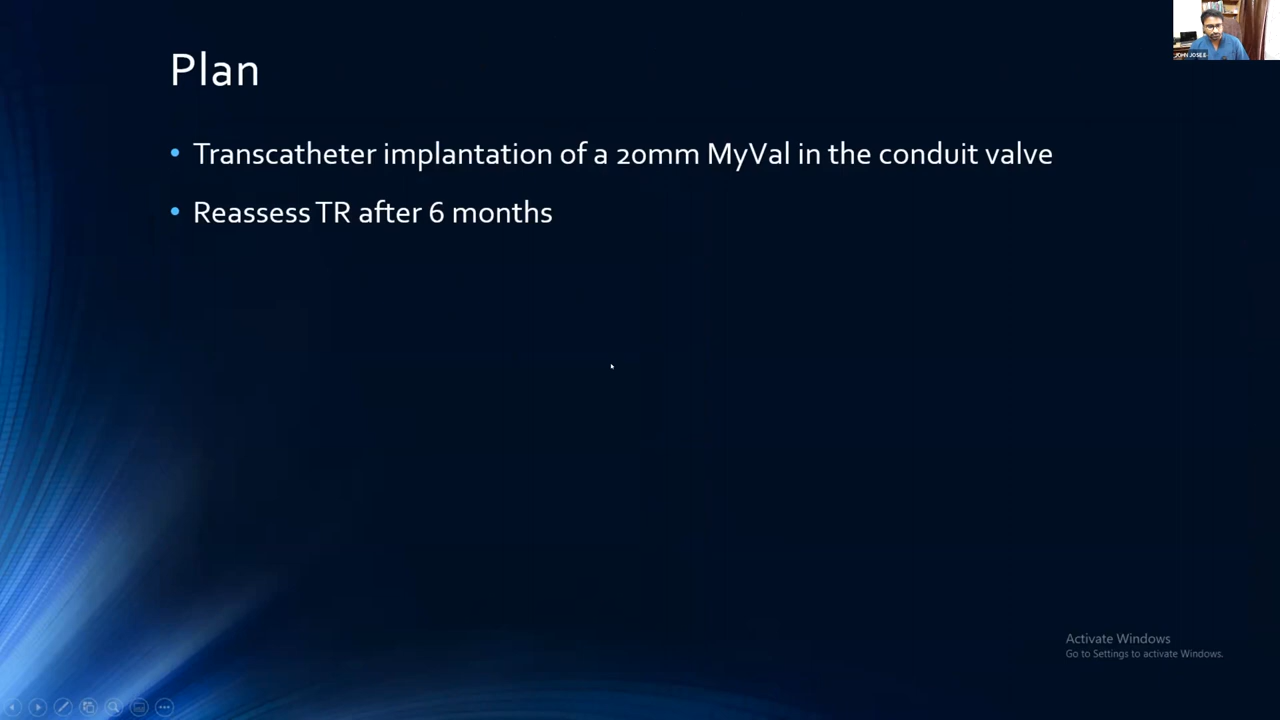 Plan
• Transcatheter implantation of a 20mm MyVal in the conduit valve
• Reassess TR after 6 months
Activate Windows
Go to Settings to activate Windows.